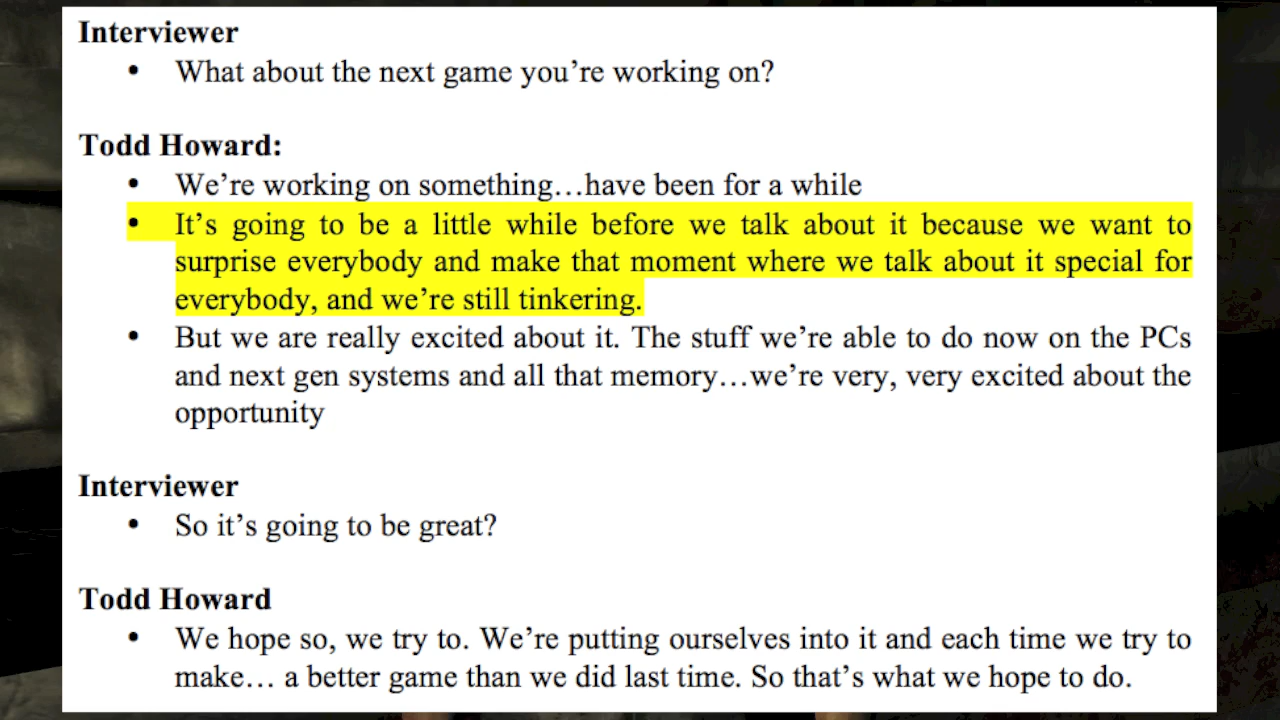 Interviewer
• What about the next game you’re working on?
Todd Howard:
• We’re working on something…have been for a while
• It’s going to be a little while before we talk about it because we want to
surprise everybody and make that moment where we talk about it special for
everybody, and we’re still tinkering.
• But we are really excited about it. The stuff we’re able to do now on the PCs
and next gen systems and all that memory…we’re very, very excited about the
opportunity
Interviewer
• So it’s going to be great?
Todd Howard
• We hope so, we try to. We’re putting ourselves into it and each time we try to
make… a better game than we did last time. So that’s what we hope to do.